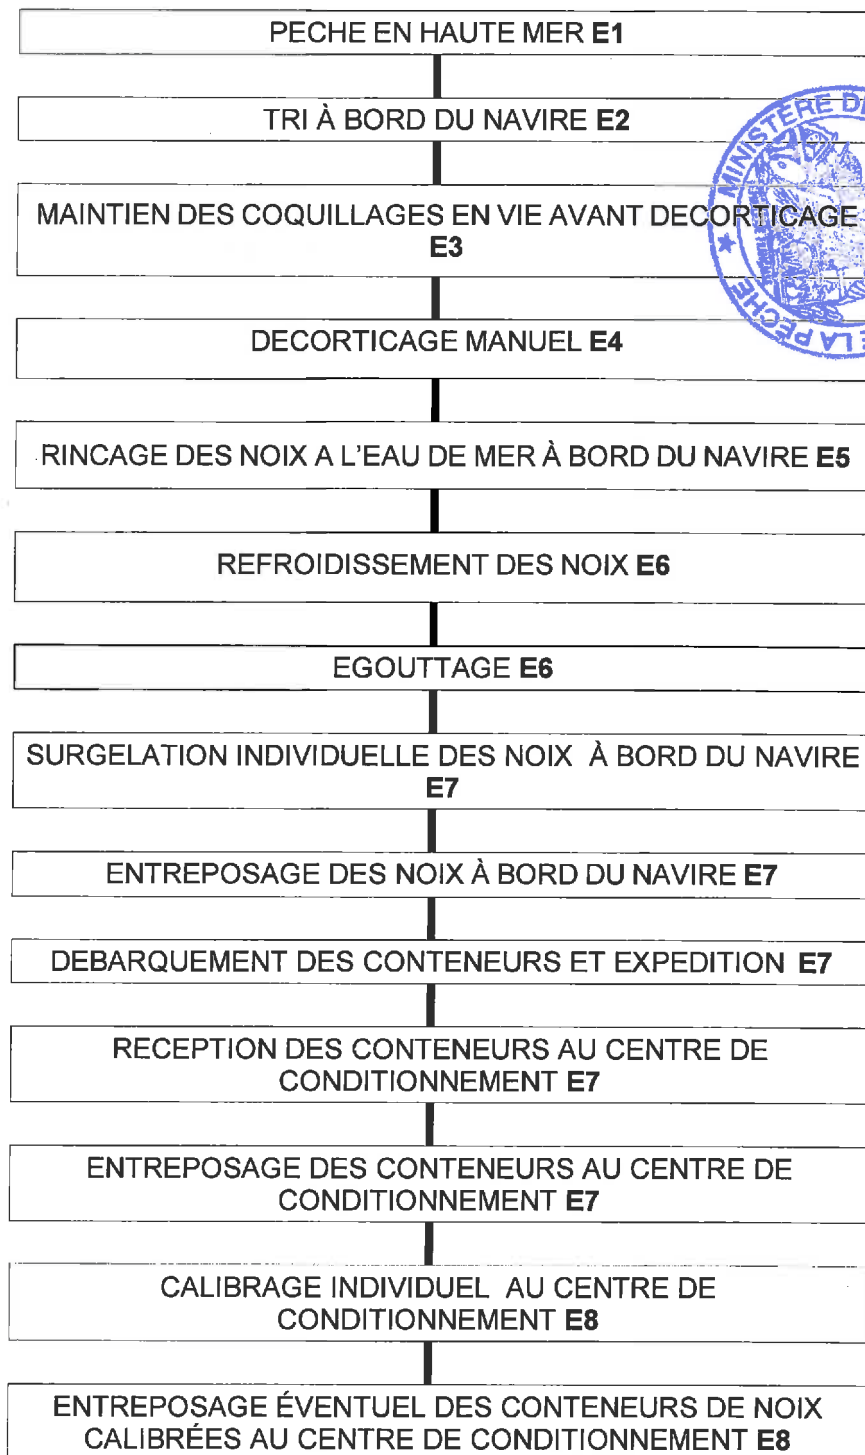 PECHE EN HAUTE MER E1
TRI À BORD DU NAVIRE E2
MINISTÈRE DE
MAINTIEN DES COQUILLAGES EN VIE AVANT DECORTICAGE
E3
LA PÊCHE
DECORTICAGE MANUEL E4
RINCAGE DES NOIX A L'EAU DE MER À BORD DU NAVIRE E5
REFROIDISSEMENT DES NOIX E6
EGOUTTAGE E6
SURGELATION INDIVIDUELLE DES NOIX À BORD DU NAVIRE
E7
ENTREPOSAGE DES NOIX À BORD DU NAVIRE E7
DEBARQUEMENT DES CONTENEURS ET EXPEDITION E7
RECEPTION DES CONTENEURS AU CENTRE DE
CONDITIONNEMENT E7
ENTREPOSAGE DES CONTENEURS AU CENTRE DE
CONDITIONNEMENT E7
CALIBRAGE INDIVIDUEL AU CENTRE DE
CONDITIONNEMENT E8
ENTREPOSAGE ÉVENTUEL DES CONTENEURS DE NOIX
CALIBRÉES AU CENTRE DE CONDITIONNEMENT E8